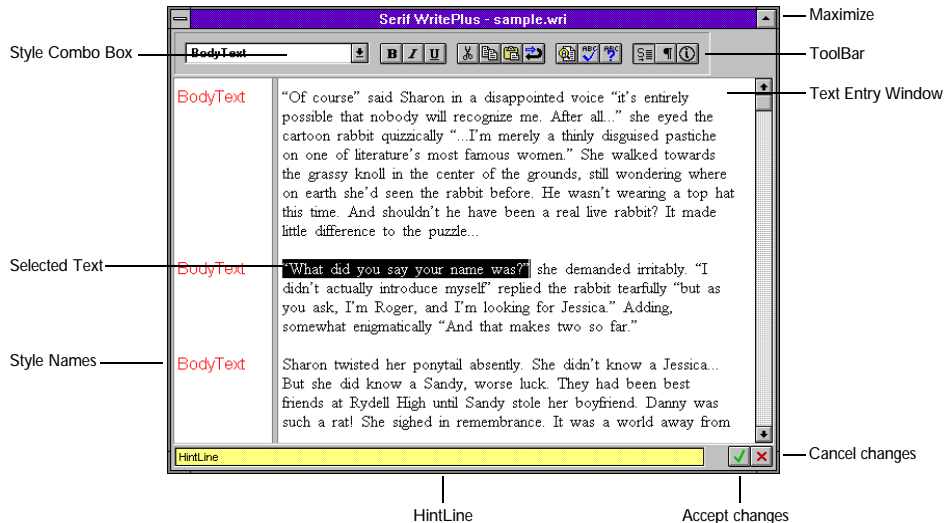 Serif WritePlus - sample.wri
Maximize
Style Combo Box
BodyText
B I U
ABC
ABC
?
S
¶
ToolBar
Text Entry Window
BodyText
“Of course” said Sharon in a disappointed voice “it’s entirely
possible that nobody will recognize me. After all...” she eyed the
cartoon rabbit quizzically “...I’m merely a thinly disguised pastiche
on one of literature’s most famous women.” She walked towards
the grassy knoll in the center of the grounds, still wondering where
on earth she’d seen the rabbit before. He wasn’t wearing a top hat
this time. And shouldn’t he have been a real live rabbit? It made
little difference to the puzzle...
Selected Text
BodyText
“What did you say your name was?” she demanded irritably. “I
didn’t actually introduce myself” replied the rabbit tearfully “but as
you ask, I’m Roger, and I’m looking for Jessica.” Adding,
somewhat enigmatically “And that makes two so far.”
Style Names
BodyText
Sharon twisted her ponytail absently. She didn’t know a Jessica...
But she did know a Sandy, worse luck. They had been best
friends at Rydell High until Sandy stole her boyfriend. Danny was
such a rat! She sighed in remembrance. It was a world away from
HintLine
Cancel changes
HintLine
Accept changes